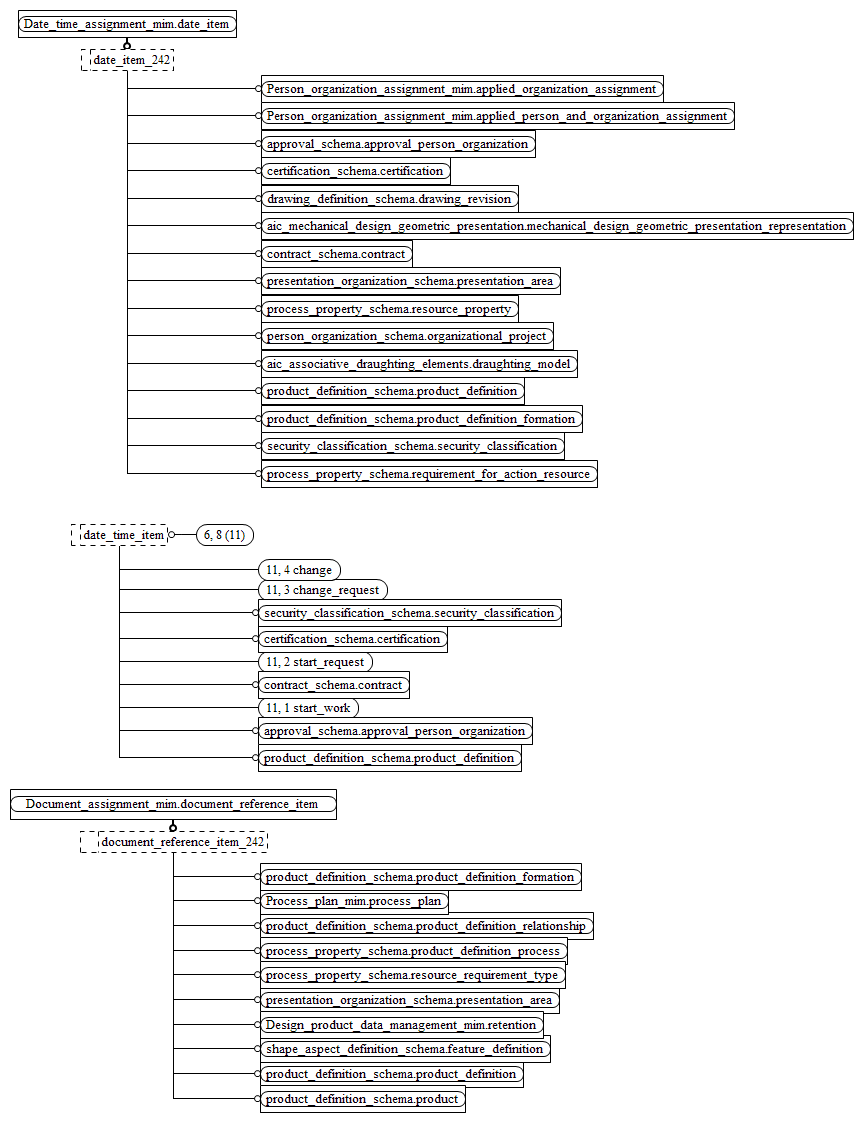 Date_time_assignment_mim.date_item
date_item_242
Person_organization_assignment_mim.applied_organization_assignment
Person_organization_assignment_mim.applied_person_and_organization_assignment
approval_schema.approval_person_organization
certification_schema.certification
drawing_definition_schema.drawing_revision
aic_mechanical_design_geometric_presentation.mechanical_design_geometric_presentation_representation
contract_schema.contract
presentation_organization_schema.presentation_area
process_property_schema.resource_property
person_organization_schema.organizational_project
aic_associative_draughting_elements.draughting_model
product_definition_schema.product_definition
product_definition_schema.product_definition_formation
security_classification_schema.security_classification
process_property_schema.requirement_for_action_resource
date_time_item
6, 8 (11)
11, 4 change
11, 3 change_request
security_classification_schema.security_classification
certification_schema.certification
11, 2 start_request
contract_schema.contract
11, 1 start_work
approval_schema.approval_person_organization
product_definition_schema.product_definition
Document_assignment_mim.document_reference_item
document_reference_item_242
product_definition_schema.product_definition_formation
Process_plan_mim.process_plan
product_definition_schema.product_definition_relationship
process_property_schema.product_definition_process
process_property_schema.resource_requirement_type
presentation_organization_schema.presentation_area
Design_product_data_management_mim.retention
shape_aspect_definition_schema.feature_definition
product_definition_schema.product_definition
product_definition_schema.product